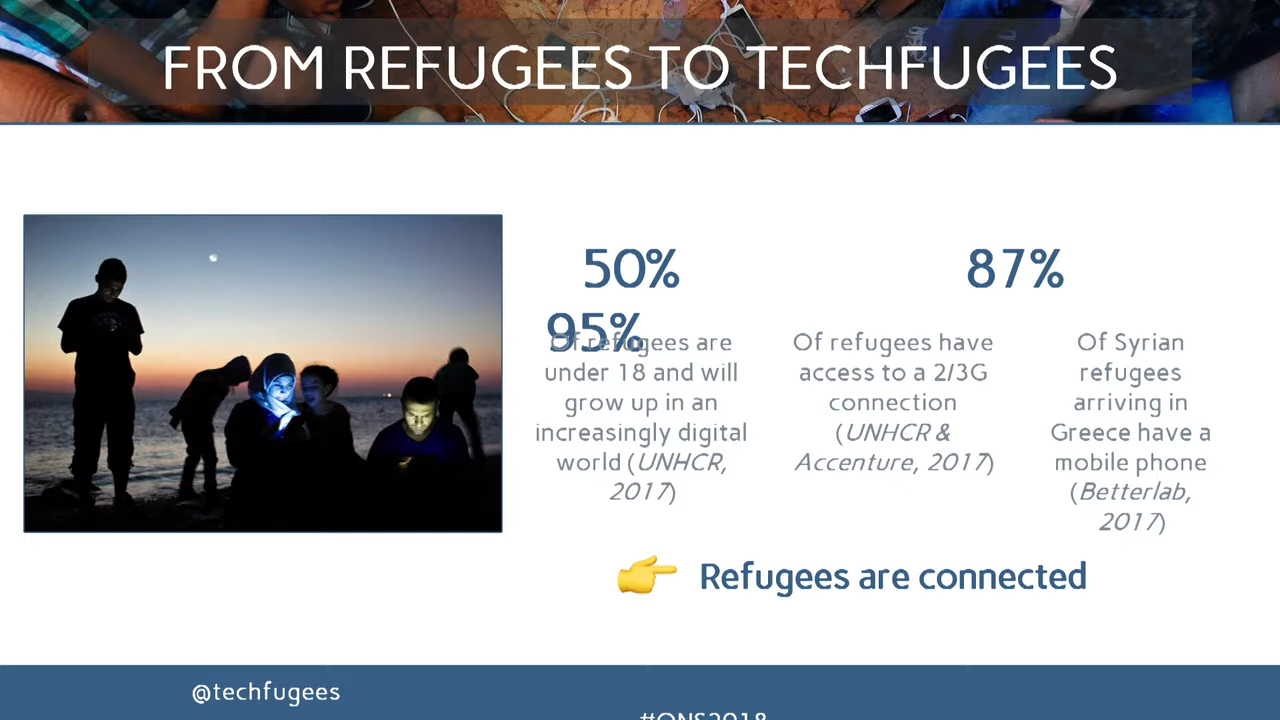 FROM REFUGEES TO TECHFUGEES
50%
87%
95%
Of refugees are
under 18 and will
grow up in an
increasingly digital
world (UNHCR,
2017)
Of refugees have
access to a 2/3G
connection
(UNHCR &
Accenture, 2017)
Of Syrian
refugees
arriving in
Greece have a
mobile phone
(Betterlab,
2017)
👉 Refugees are connected
@techfugees
#ONS2018